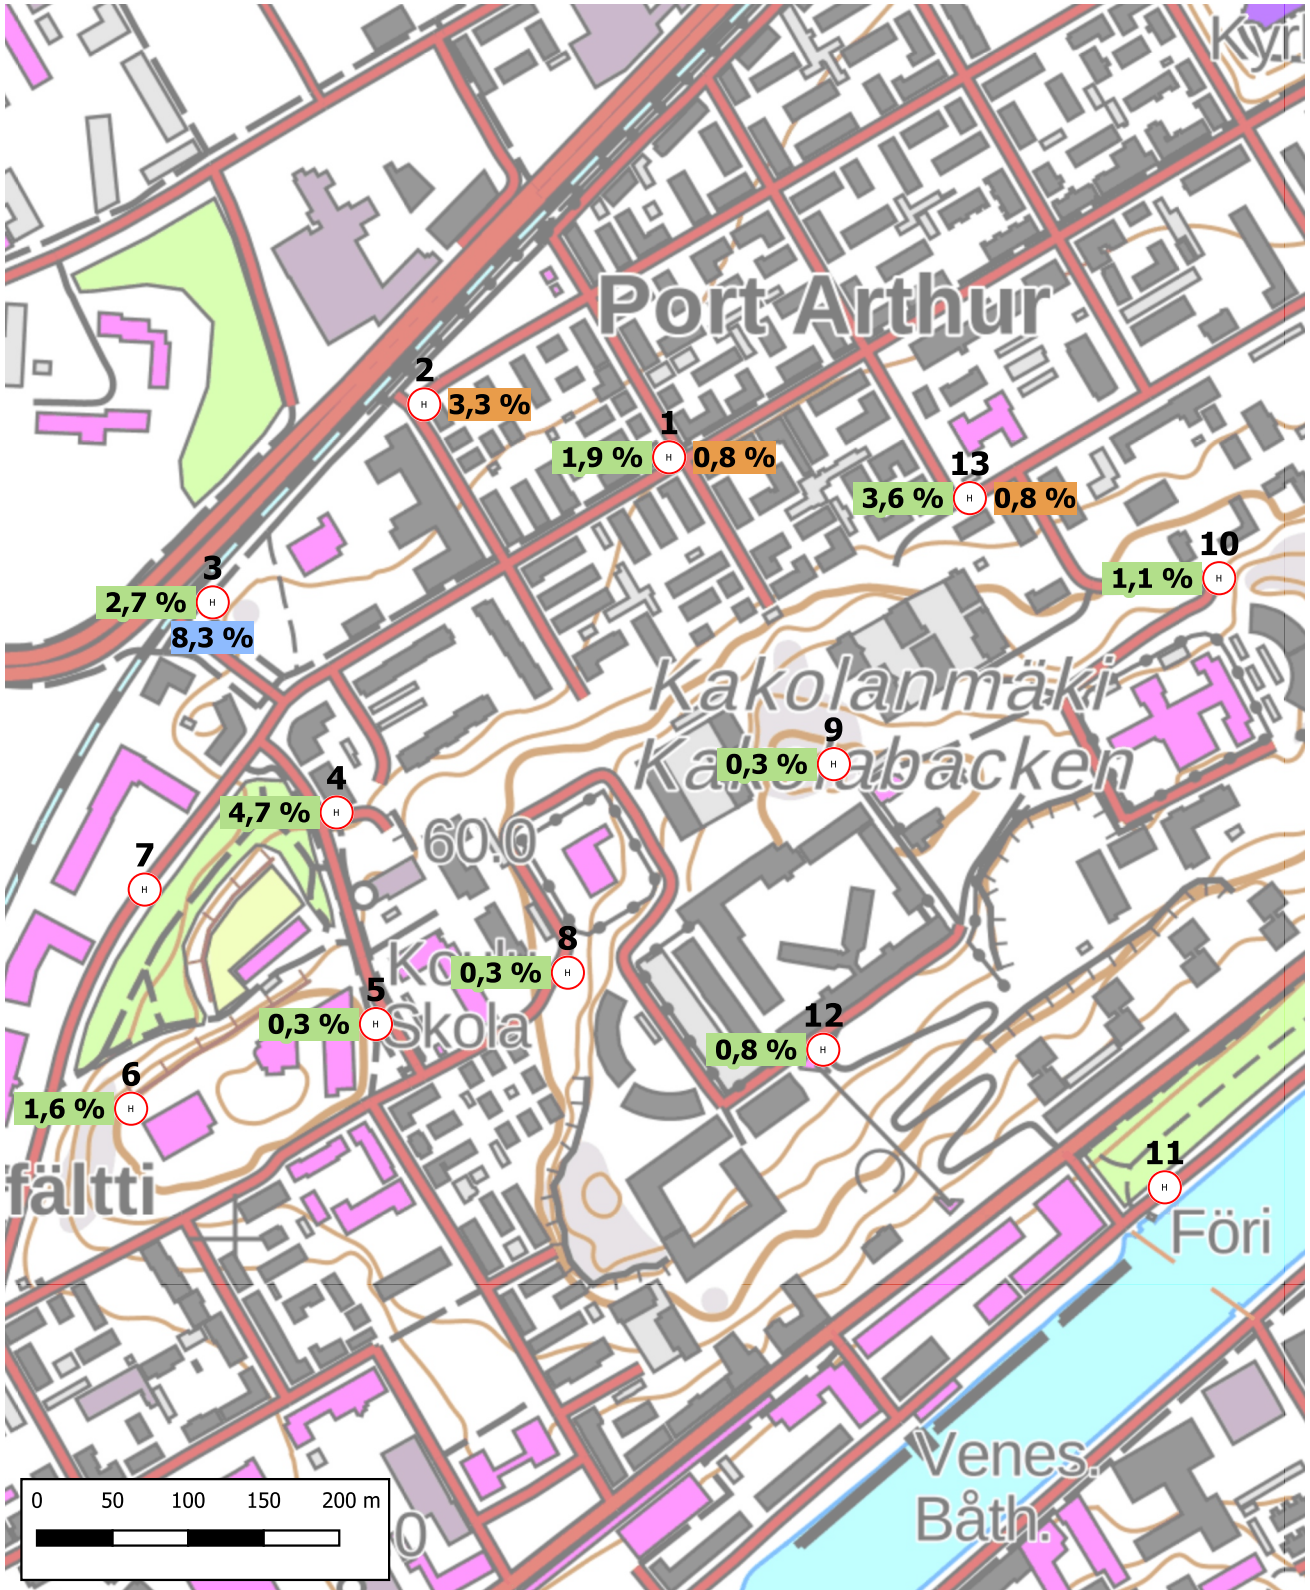 Kyrl
Port Arthur
2
H 3,3 %
1
1,9 % H 0,8 %
13
3,6 % H 0,8 %
10
1,1 % H
3
2,7 % H
8,3 %
Kakolanmäki
9
0,3 % H
Kakolabacken
4
4,7 % H
60.0
7
H
8
0,3 % H
Koulu
5
0,3 % H
Skola
12
0,8 % H
6
1,6 % H
fältti
11
H
Föri
Venes.
Båth.
0 50 100 150 200 m
0